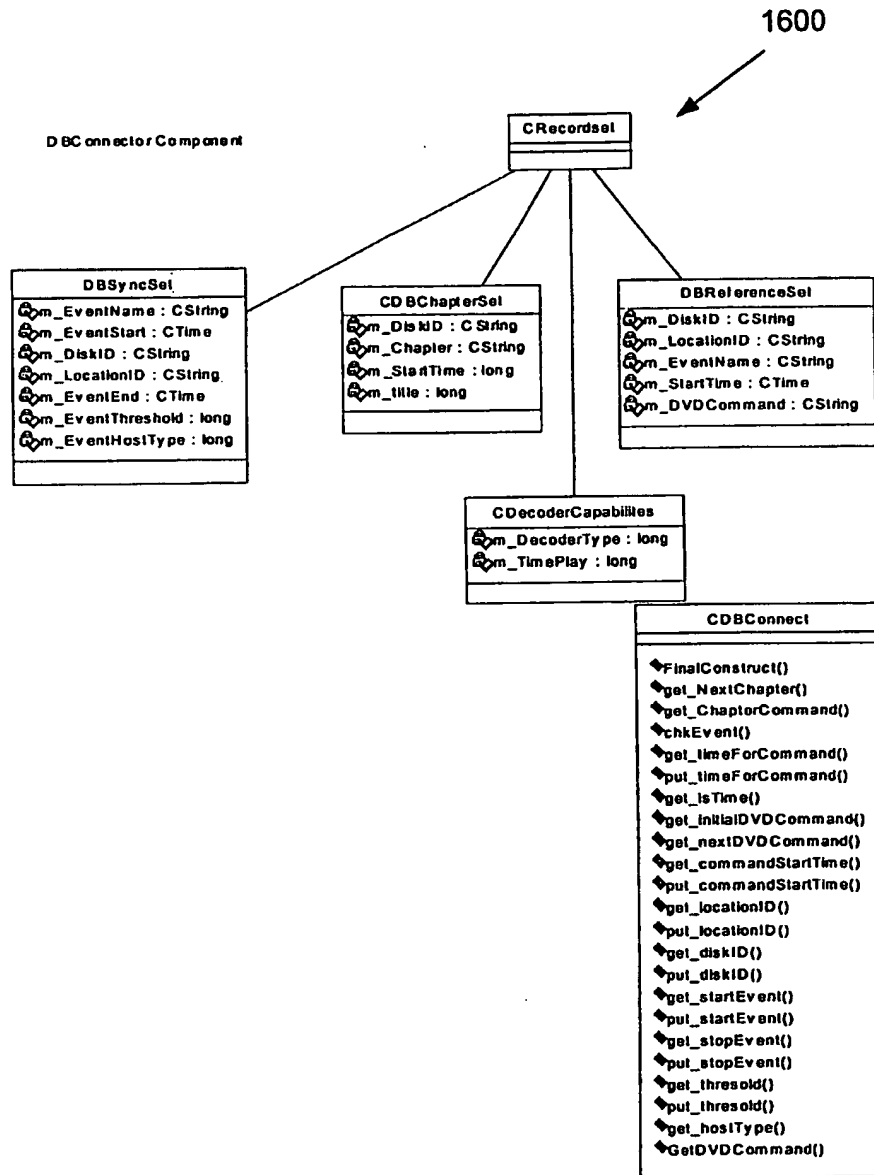 1600
DBConnector Component
CRecordset
DBSyncSet
m_EventName : CString
m_EventStart : CTime
m_DiskID : CString
m_LocationID : CString
m_EventEnd : CTime
m_EventThreshold : long
m_EventHostType : long
CDBChapterSet
m_DiskID : CString
m_Chapter : CString
m_StartTime : long
m_title : long
DBReferenceSet
m_DiskID : CString
m_LocationID : CString
m_EventName : CString
m_StartTime : CTime
m_DVDCommand : CString
CDecoderCapabilites
m_DecoderType : long
m_TimePlay : long
CDBConnect
FinalConstruct()
get_NextChapter()
get_ChaptorCommand()
chkEvent()
get_timeForCommand()
put_timeForCommand()
get_isTime()
get_initialDVDCommand()
get_nextDVDCommand()
get_commandStartTime()
put_commandStartTime()
get_locationID()
put_locationID()
get_diskID()
put_diskID()
get_startEvent()
put_startEvent()
get_stopEvent()
put_stopEvent()
get_thresold()
put_thresold()
get_hostType()
GetDVDCommand()